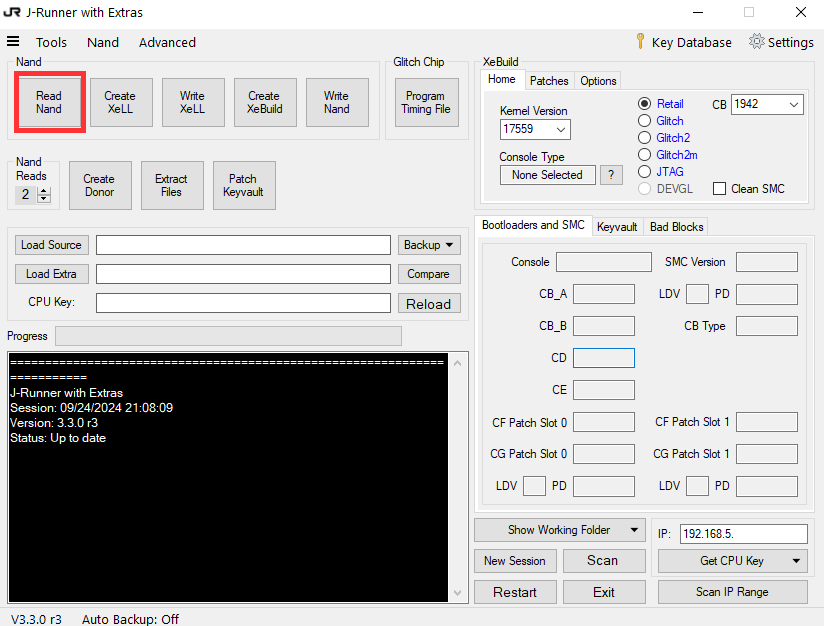 JR J-Runner with Extras
Tools Nand Advanced Key Database Settings
Nand
Read Nand
Create XeLL
Write XeLL
Create XeBuild
Write Nand
Glitch Chip
Program Timing File
Nand Reads
2
Create Donor
Extract Files
Patch Keyvault
XeBuild
Home Patches Options
Kernel Version
17559
Console Type
None Selected ?
Retail
Glitch
Glitch2
Glitch2m
JTAG
DEVGL
CB 1942
Clean SMC
Load Source Backup
Load Extra Compare
CPU Key: Reload
Progress
===============================================================
===========
J-Runner with Extras
Session: 09/24/2024 21:08:09
Version: 3.3.0 r3
Status: Up to date
Bootloaders and SMC Keyvault Bad Blocks
Console SMC Version
CB_A LDV PD
CB_B CB Type
CD
CE
CF Patch Slot 0 CF Patch Slot 1
CG Patch Slot 0 CG Patch Slot 1
LDV PD LDV PD
Show Working Folder
New Session Scan
Restart Exit
IP: 192.168.5.
Get CPU Key
Scan IP Range
V3.3.0 r3 Auto Backup: Off